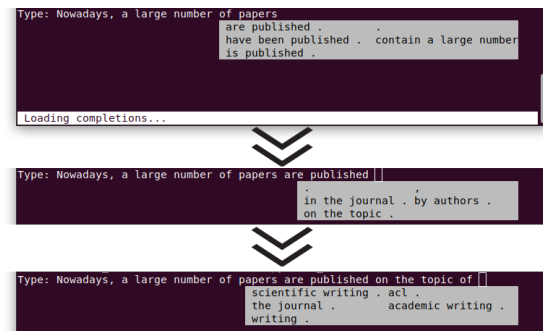 Type: Nowadays, a large number of papers
are published . .
have been published . contain a large number
is published .
Loading completions...
Type: Nowadays, a large number of papers are published
. ,
in the journal . by authors .
on the topic .
Type: Nowadays, a large number of papers are published on the topic of
scientific writing . acl .
the journal . academic writing .
writing .